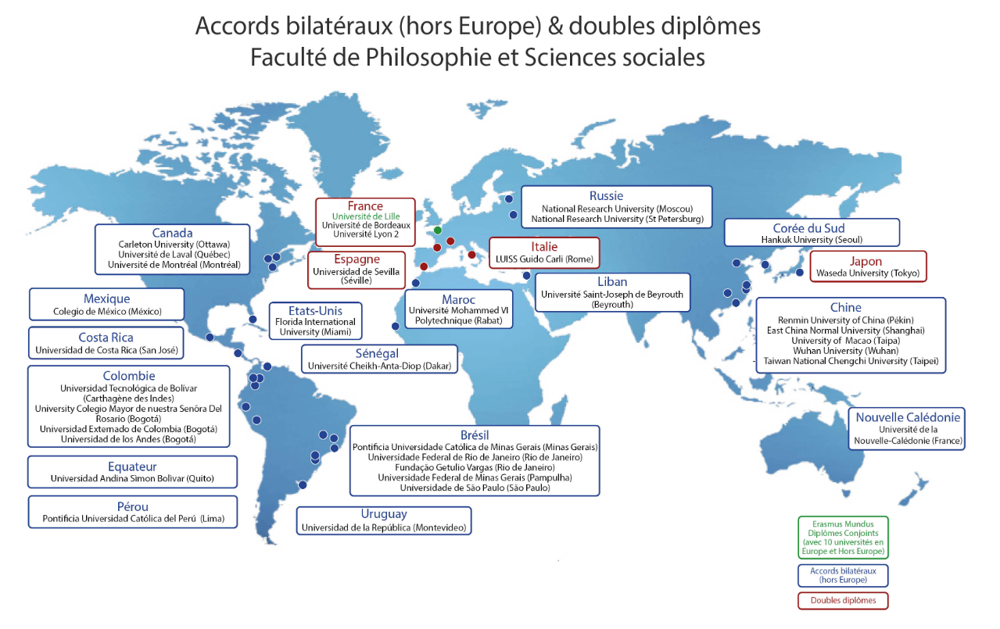 Accords bilatéraux (hors Europe) & doubles diplômes
Faculté de Philosophie et Sciences sociales
Russie
National Research University (Moscou)
National Research University (St Petersburg)
France
Université de Lille
Université de Bordeaux
Université Lyon 2
Canada
Carleton University (Ottawa)
Université de Laval (Québec)
Université de Montréal (Montréal)
Corée du Sud
Hankuk University (Seoul)
Italie
LUISS Guido Carli (Rome)
Espagne
Universidad de Sevilla
(Séville)
Japon
Waseda University (Tokyo)
Liban
Université Saint-Joseph de Beyrouth
(Beyrouth)
Mexique
Colegio de México (México)
Maroc
Université Mohammed VI
Polytechnique (Rabat)
Etats-Unis
Florida International
University (Miami)
Chine
Renmin University of China (Pékin)
East China Normal University (Shanghai)
University of Macao (Taipa)
Wuhan University (Wuhan)
Taiwan National Chengchi University (Taipei)
Costa Rica
Universidad de Costa Rica (San José)
Sénégal
Université Cheikh-Anta-Diop (Dakar)
Colombie
Universidad Tecnológica de Bolívar
(Carthagène des Indes)
University Colegio Mayor de nuestra Senõra Del
Rosario (Bogotá)
Universidad Externado de Colombia (Bogotá)
Universidad de los Andes (Bogotá)
Nouvelle Calédonie
Université de la
Nouvelle-Calédonie (France)
Brésil
Pontificia Universidade Católica de Minas Gerais (Minas Gerais)
Universidade Federal de Rio de Janeiro (Rio de Janeiro)
Fundação Getulio Vargas (Rio de Janeiro)
Universidade Federal de Minas Gerais (Pampulha)
Universidade de São Paulo (São Paulo)
Equateur
Universidad Andina Sìmon Bolìvar (Quito)
Pérou
Pontificia Universidad Católica del Perú (Lima)
Uruguay
Universidad de la República (Montevideo)
Erasmus Mundus
Diplômes Conjoints
(avec 10 universités en
Europe et Hors Europe)
Accords bilatéraux
(hors Europe)
Doubles diplômes